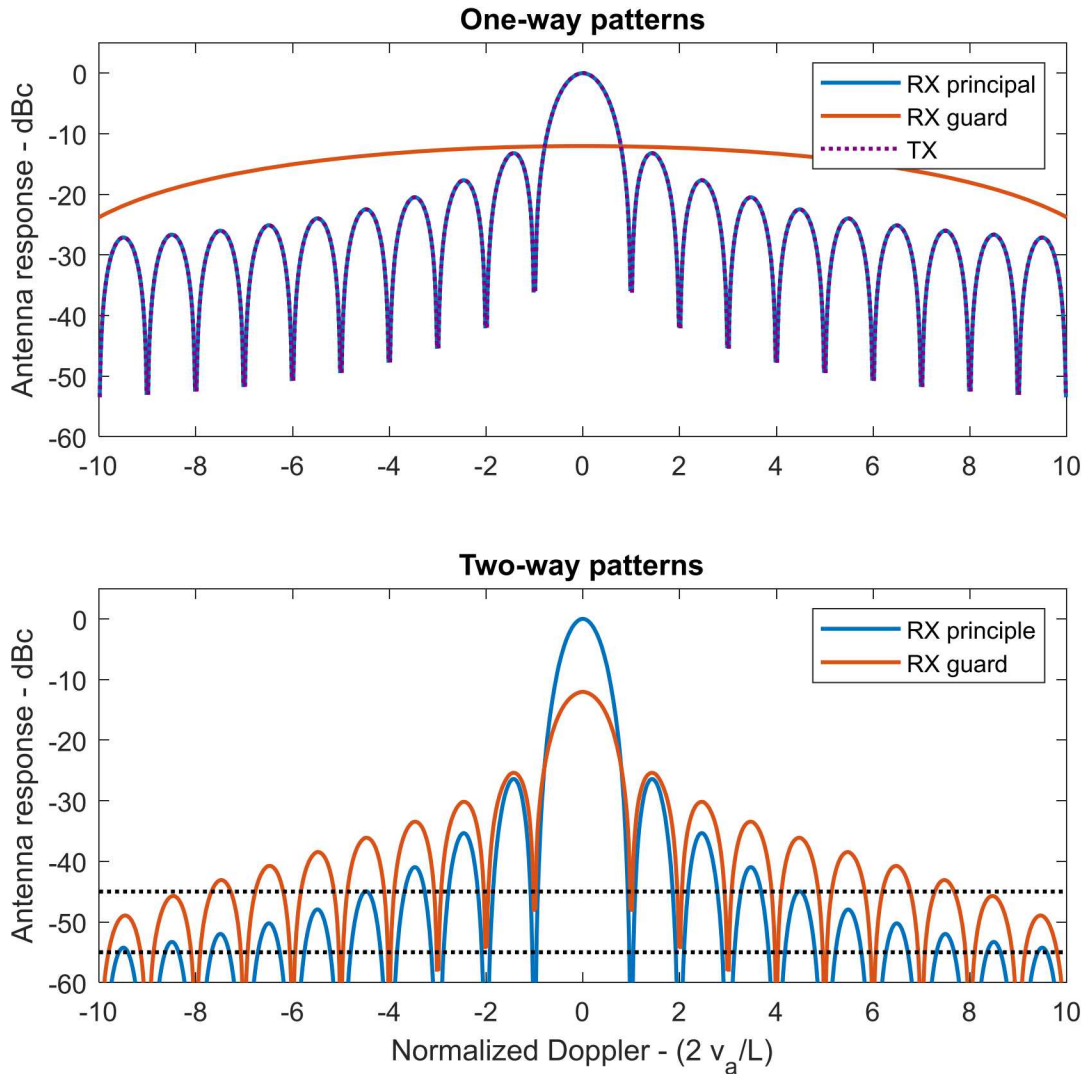 One-way patterns
Antenna response - dBc
0
-10
-20
-30
-40
-50
-60
RX principal
RX guard
TX
-10 -8 -6 -4 -2 0 2 4 6 8 10
Two-way patterns
Antenna response - dBc
0
-10
-20
-30
-40
-50
-60
RX principle
RX guard
-10 -8 -6 -4 -2 0 2 4 6 8 10
Normalized Doppler - (2 v_a/L)